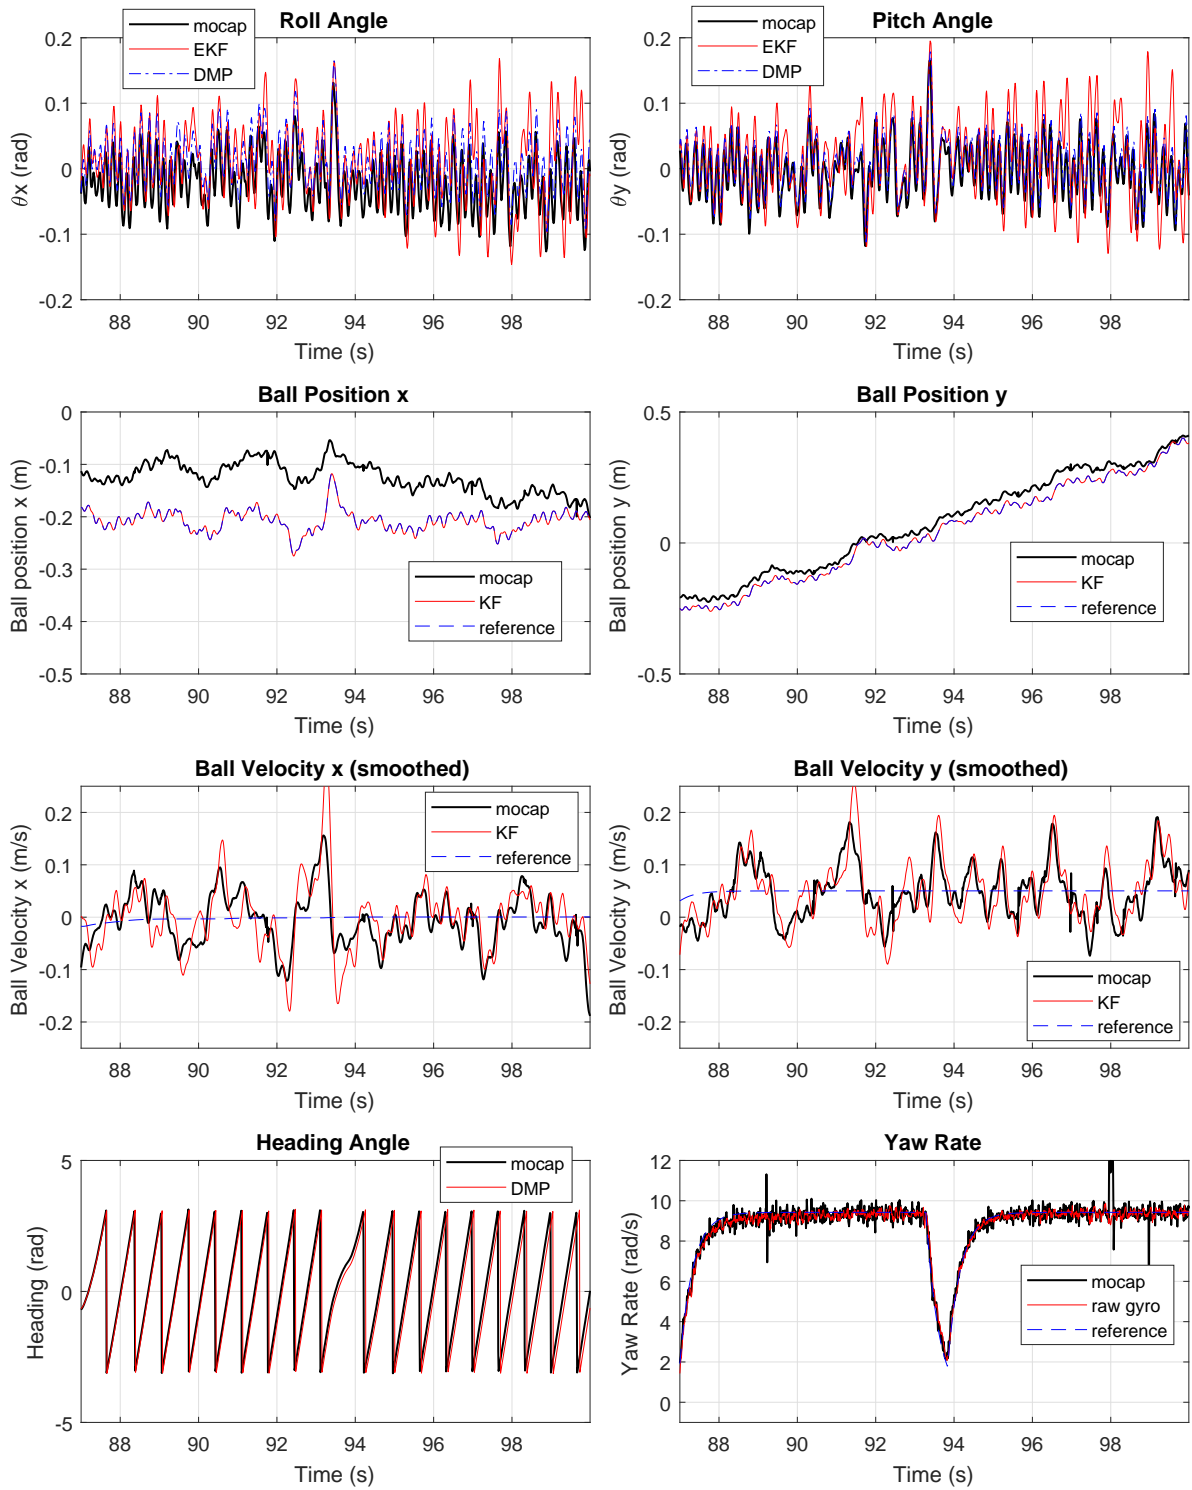 Roll Angle
mocap
EKF
DMP
0.2
0.1
0
-0.1
-0.2
θx (rad)
88 90 92 94 96 98
Time (s)
Pitch Angle
mocap
EKF
DMP
0.2
0.1
0
-0.1
-0.2
θy (rad)
88 90 92 94 96 98
Time (s)
Ball Position x
0
-0.1
-0.2
-0.3
-0.4
-0.5
Ball position x (m)
mocap
KF
reference
88 90 92 94 96 98
Time (s)
Ball Position y
0.5
0
-0.5
Ball position y (m)
mocap
KF
reference
88 90 92 94 96 98
Time (s)
Ball Velocity x (smoothed)
0.2
0.1
0
-0.1
-0.2
Ball Velocity x (m/s)
mocap
KF
reference
88 90 92 94 96 98
Time (s)
Ball Velocity y (smoothed)
0.2
0.1
0
-0.1
-0.2
Ball Velocity y (m/s)
mocap
KF
reference
88 90 92 94 96 98
Time (s)
Heading Angle
mocap
DMP
5
0
-5
Heading (rad)
88 90 92 94 96 98
Time (s)
Yaw Rate
12
10
8
6
4
2
0
Yaw Rate (rad/s)
mocap
raw gyro
reference
88 90 92 94 96 98
Time (s)